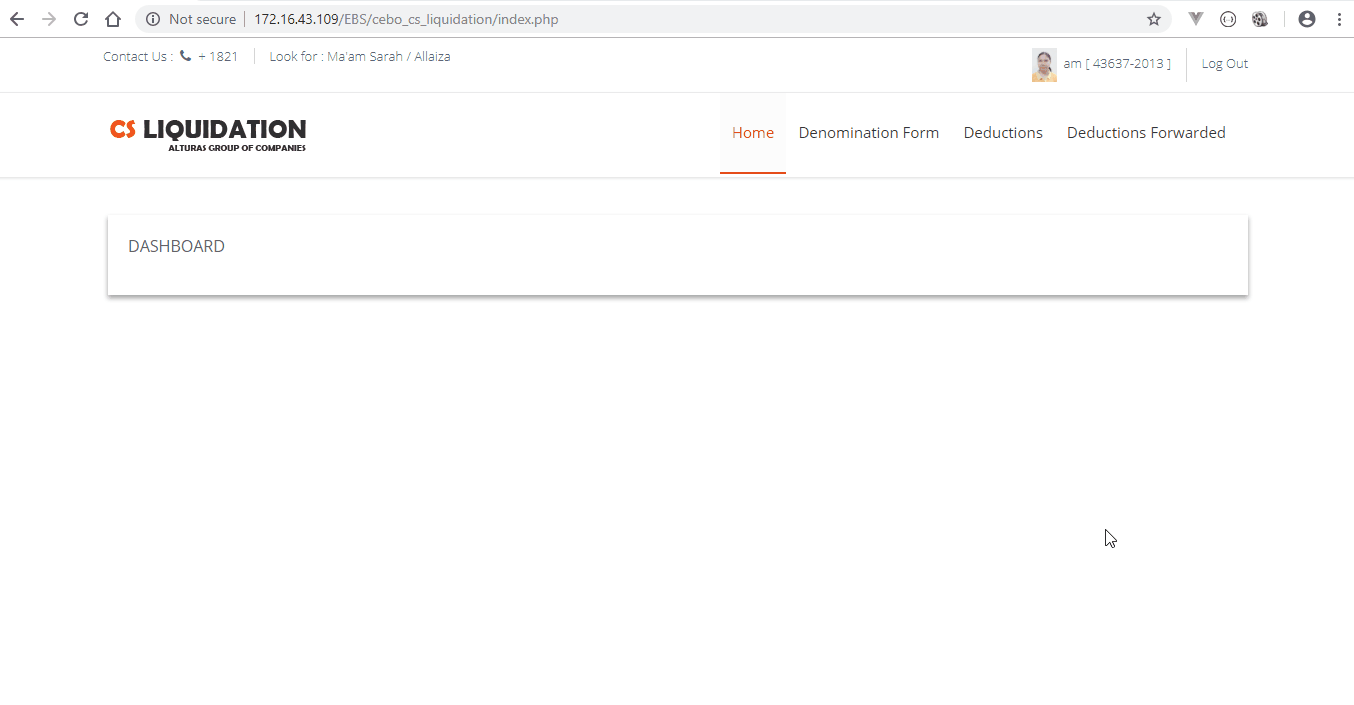 Not secure 172.16.43.109/EBS/cebo_cs_liquidation/index.php
Contact Us : + 1821 Look for : Ma'am Sarah / Allaiza am [ 43637-2013 ] Log Out
CS LIQUIDATION
ALTURAS GROUP OF COMPANIES
Home Denomination Form Deductions Deductions Forwarded
DASHBOARD